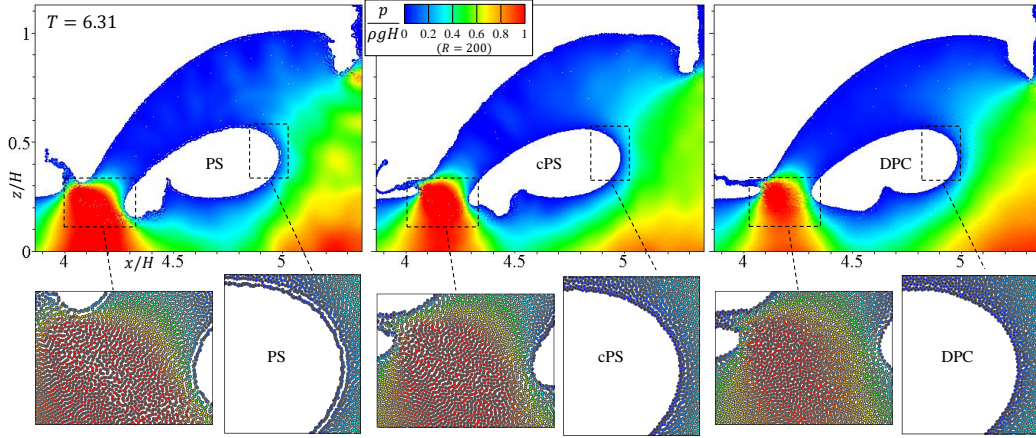 T = 6.31
p
ρgH
0 0.2 0.4 0.6 0.8 1
(R = 200)
1
0.5
0
z/H
PS
cPS
DPC
4 4.5 5
4 4.5 5
4 4.5 5
x/H
PS
cPS
DPC